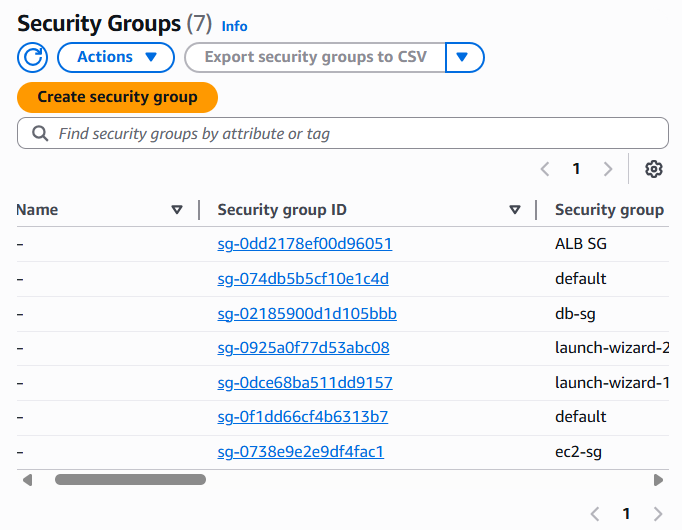 Security Groups (7) Info
Actions Export security groups to CSV
Create security group
Find security groups by attribute or tag
1
Name Security group ID Security group
– sg-0dd2178ef00d96051 ALB SG
– sg-074db5b5cf10e1c4d default
– sg-02185900d1d105bbb db-sg
– sg-0925a0f77d53abc08 launch-wizard-2
– sg-0dce68ba511dd9157 launch-wizard-1
– sg-0f1dd66cf4b6313b7 default
– sg-0738e9e2e9df4fac1 ec2-sg
1